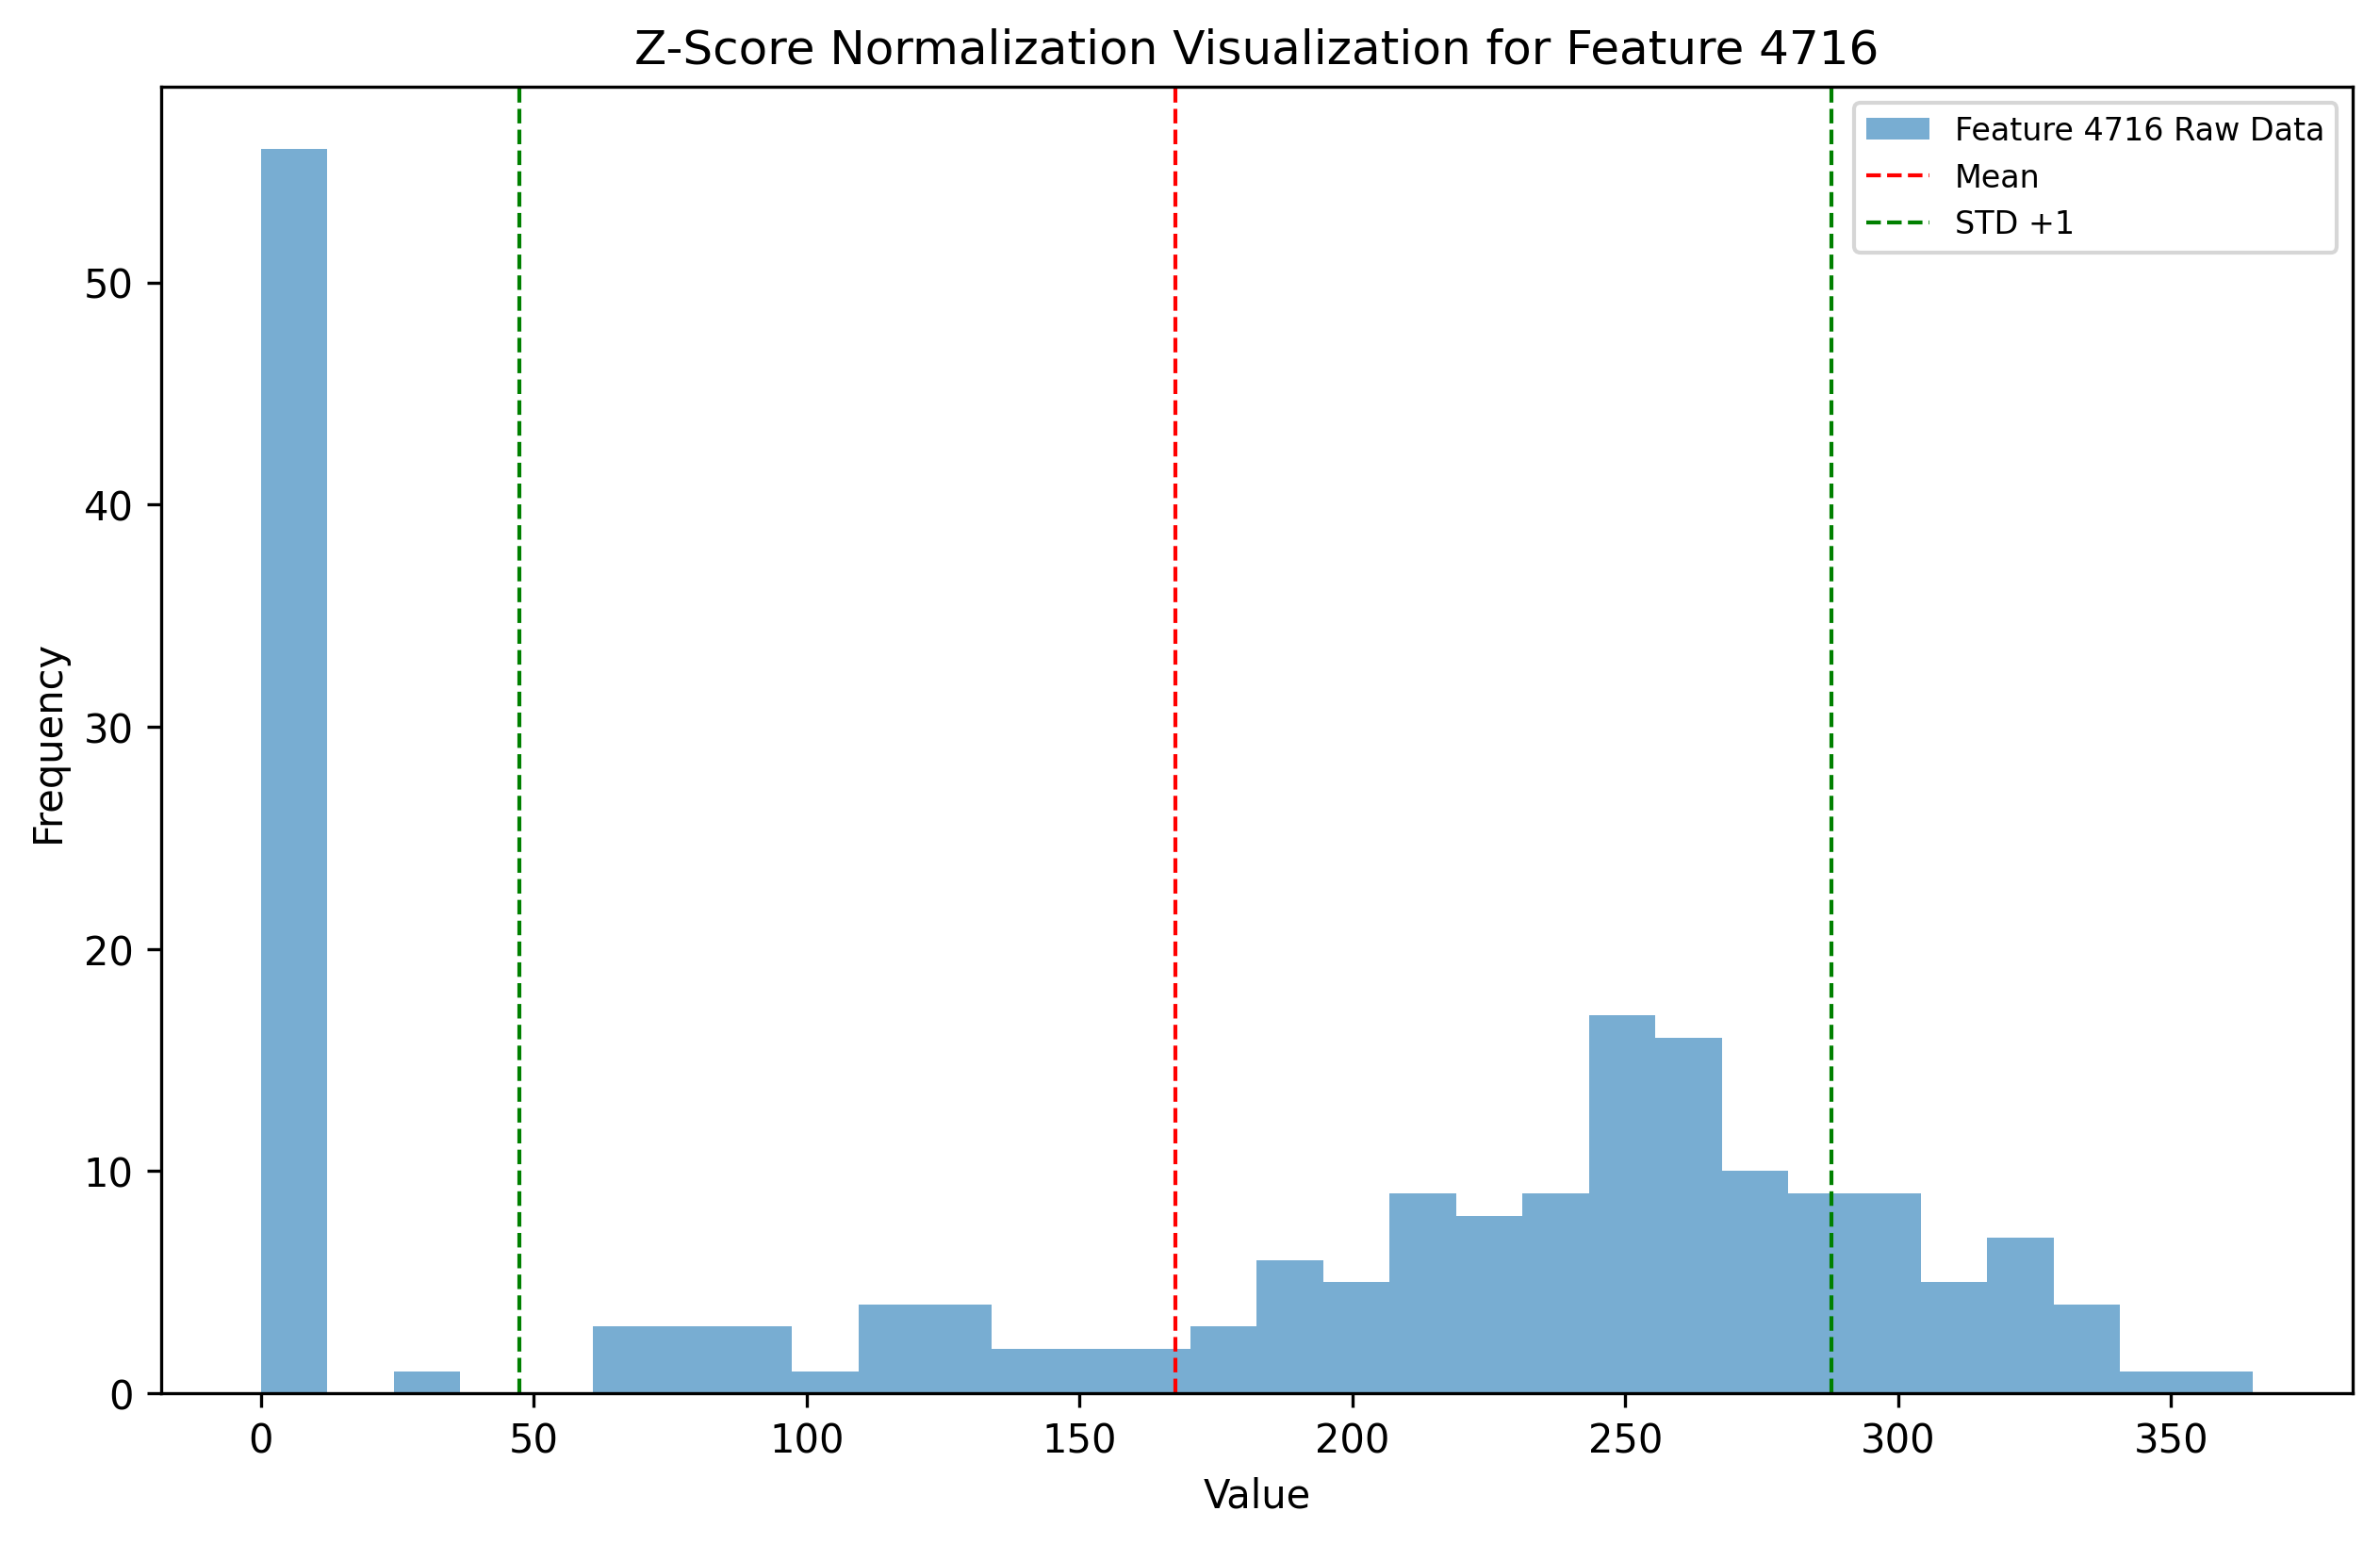 Z-Score Normalization Visualization for Feature 4716
Feature 4716 Raw Data
Mean
STD +1
Frequency
50
40
30
20
10
0
0 50 100 150 200 250 300 350
Value